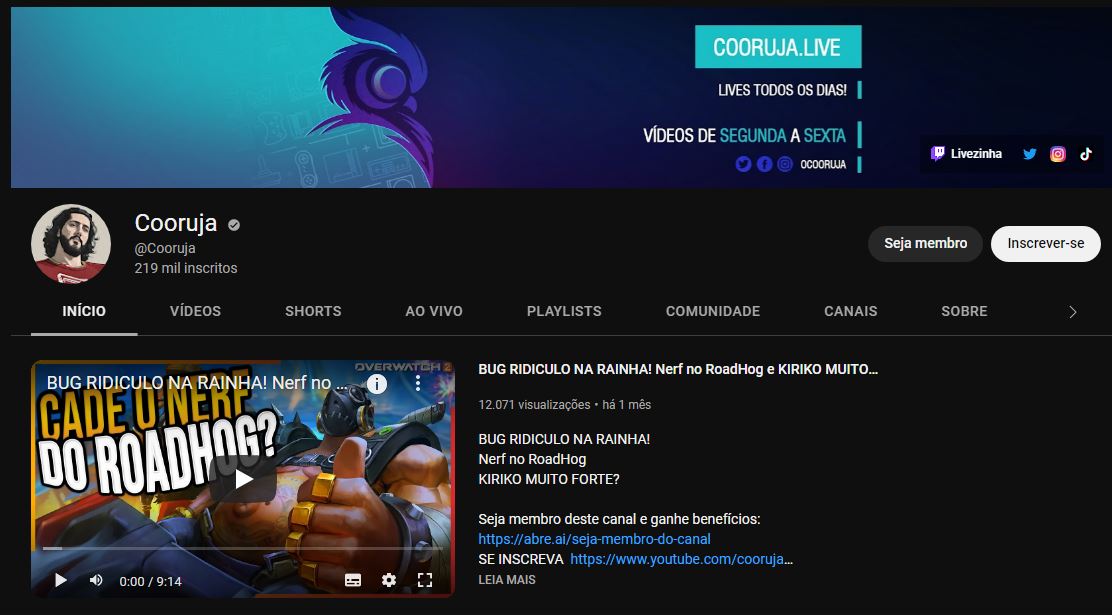 COORUJA.LIVE
LIVES TODOS OS DIAS!
VÍDEOS DE SEGUNDA A SEXTA
OCOORUJA
Livezinha
Cooruja
@Cooruja
219 mil inscritos
Seja membro
Inscrever-se
INÍCIO
VÍDEOS
SHORTS
AO VIVO
PLAYLISTS
COMUNIDADE
CANAIS
SOBRE
OVERWATCH 2
BUG RIDICULO NA RAINHA! Nerf no ...
CADE O NERF
DO ROADHOG?
0:00 / 9:14
BUG RIDICULO NA RAINHA! Nerf no RoadHog e KIRIKO MUITO...
12.071 visualizações • há 1 mês
BUG RIDICULO NA RAINHA!
Nerf no RoadHog
KIRIKO MUITO FORTE?
Seja membro deste canal e ganhe benefícios:
https://abre.ai/seja-membro-do-canal
SE INSCREVA https://www.youtube.com/cooruja...
LEIA MAIS